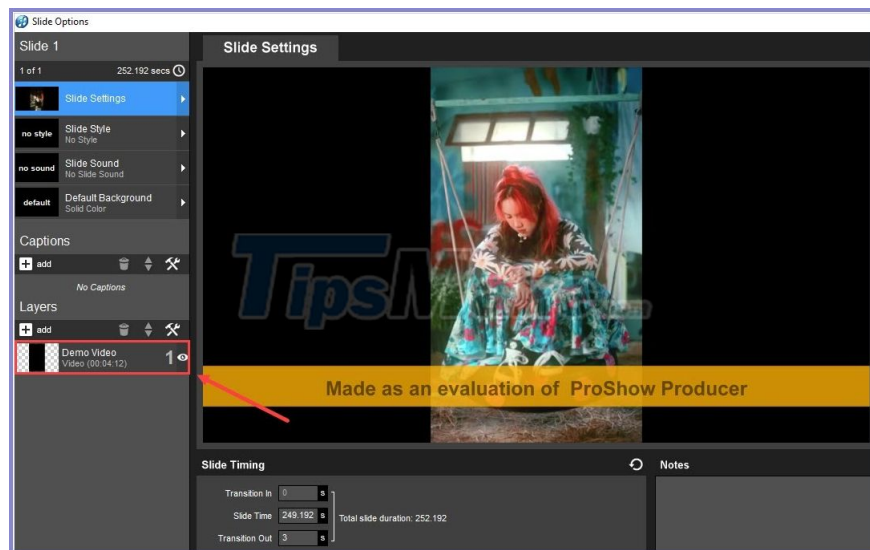 Slide Options
Slide 1
1 of 1 252.192 secs
Slide Settings
no style Slide Style
No Style
no sound Slide Sound
No Slide Sound
default Default Background
Solid Color
Captions
add
No Captions
Layers
add
Demo Video
Video (00:04:12)
1
Slide Settings
Made as an evaluation of ProShow Producer
Slide Timing
Transition In 0 s
Slide Time 249.192 s
Total slide duration: 252.192
Transition Out 3 s
Notes